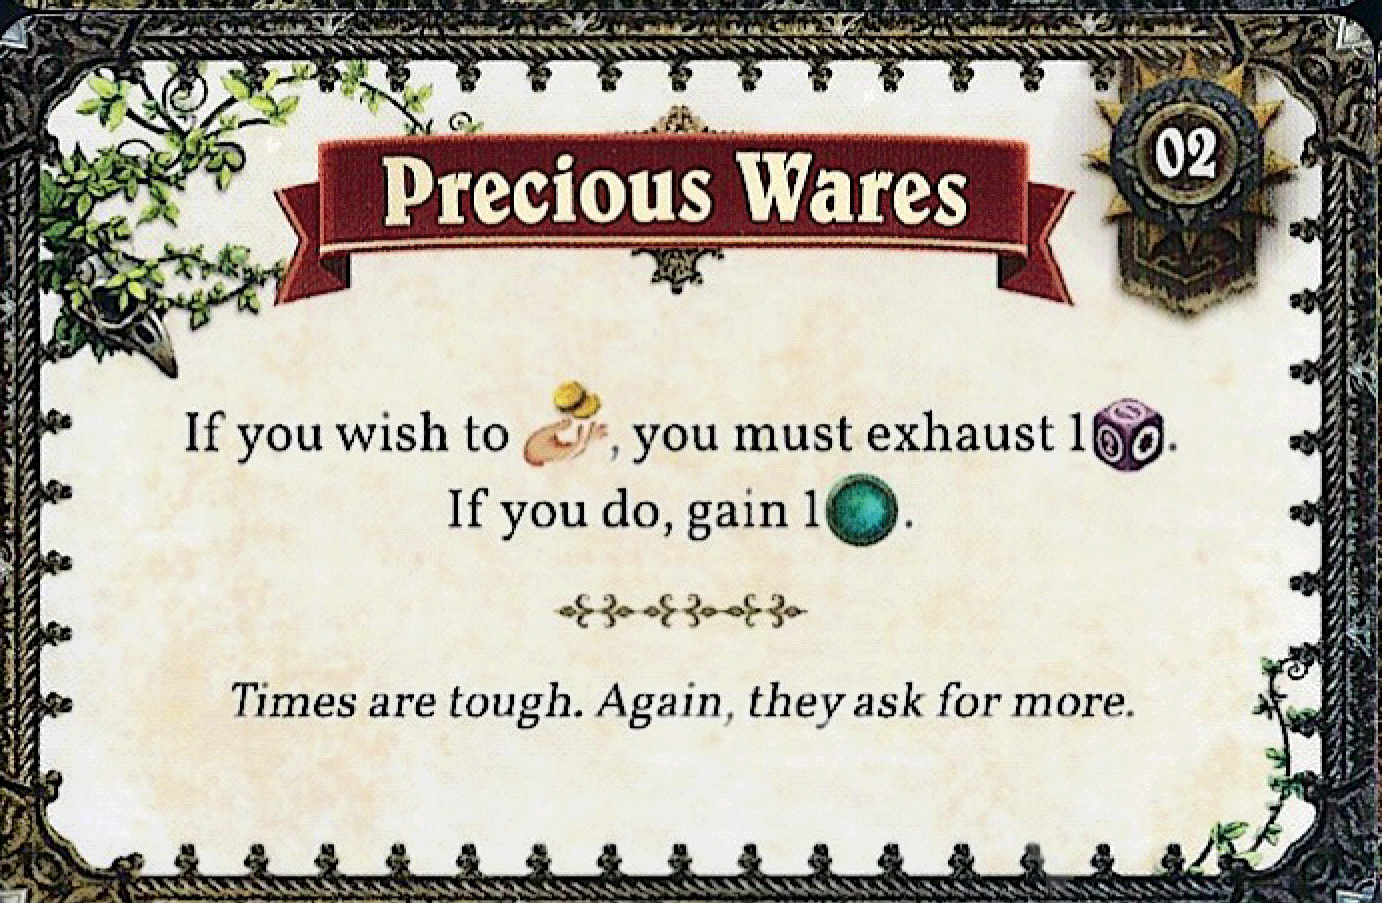 Precious Wares
02
If you wish to , you must exhaust 1.
If you do, gain 1.
Times are tough. Again, they ask for more.